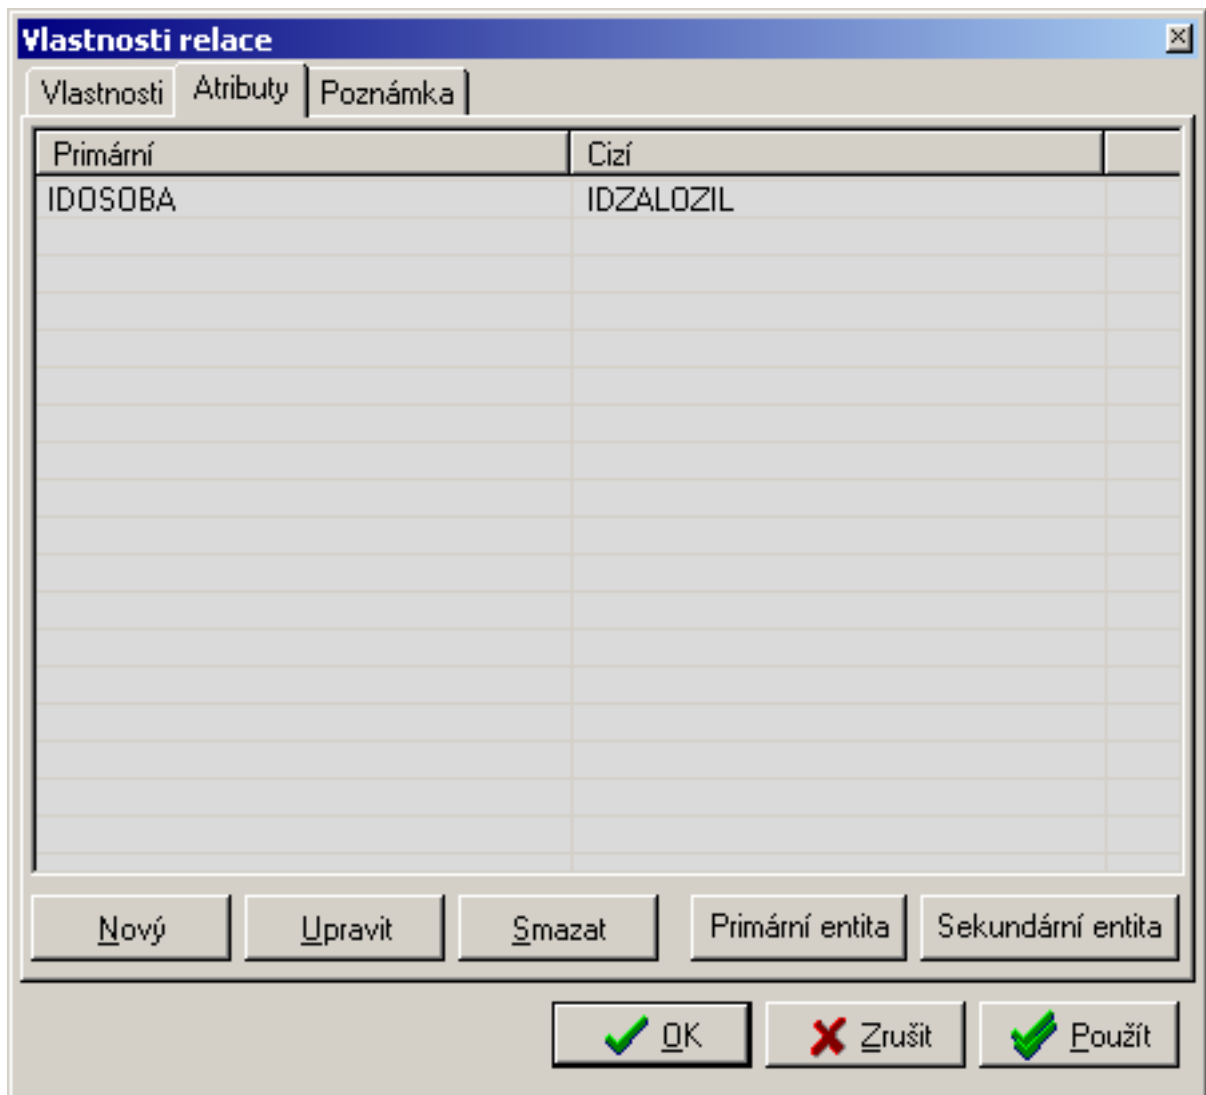 Vlastnosti relace
Vlastnosti Atributy Poznámka
Primární Cizí
IDOSOBA IDZALOZIL
Nový Upravit Smazat Primární entita Sekundární entita
OK Zrušit Použít